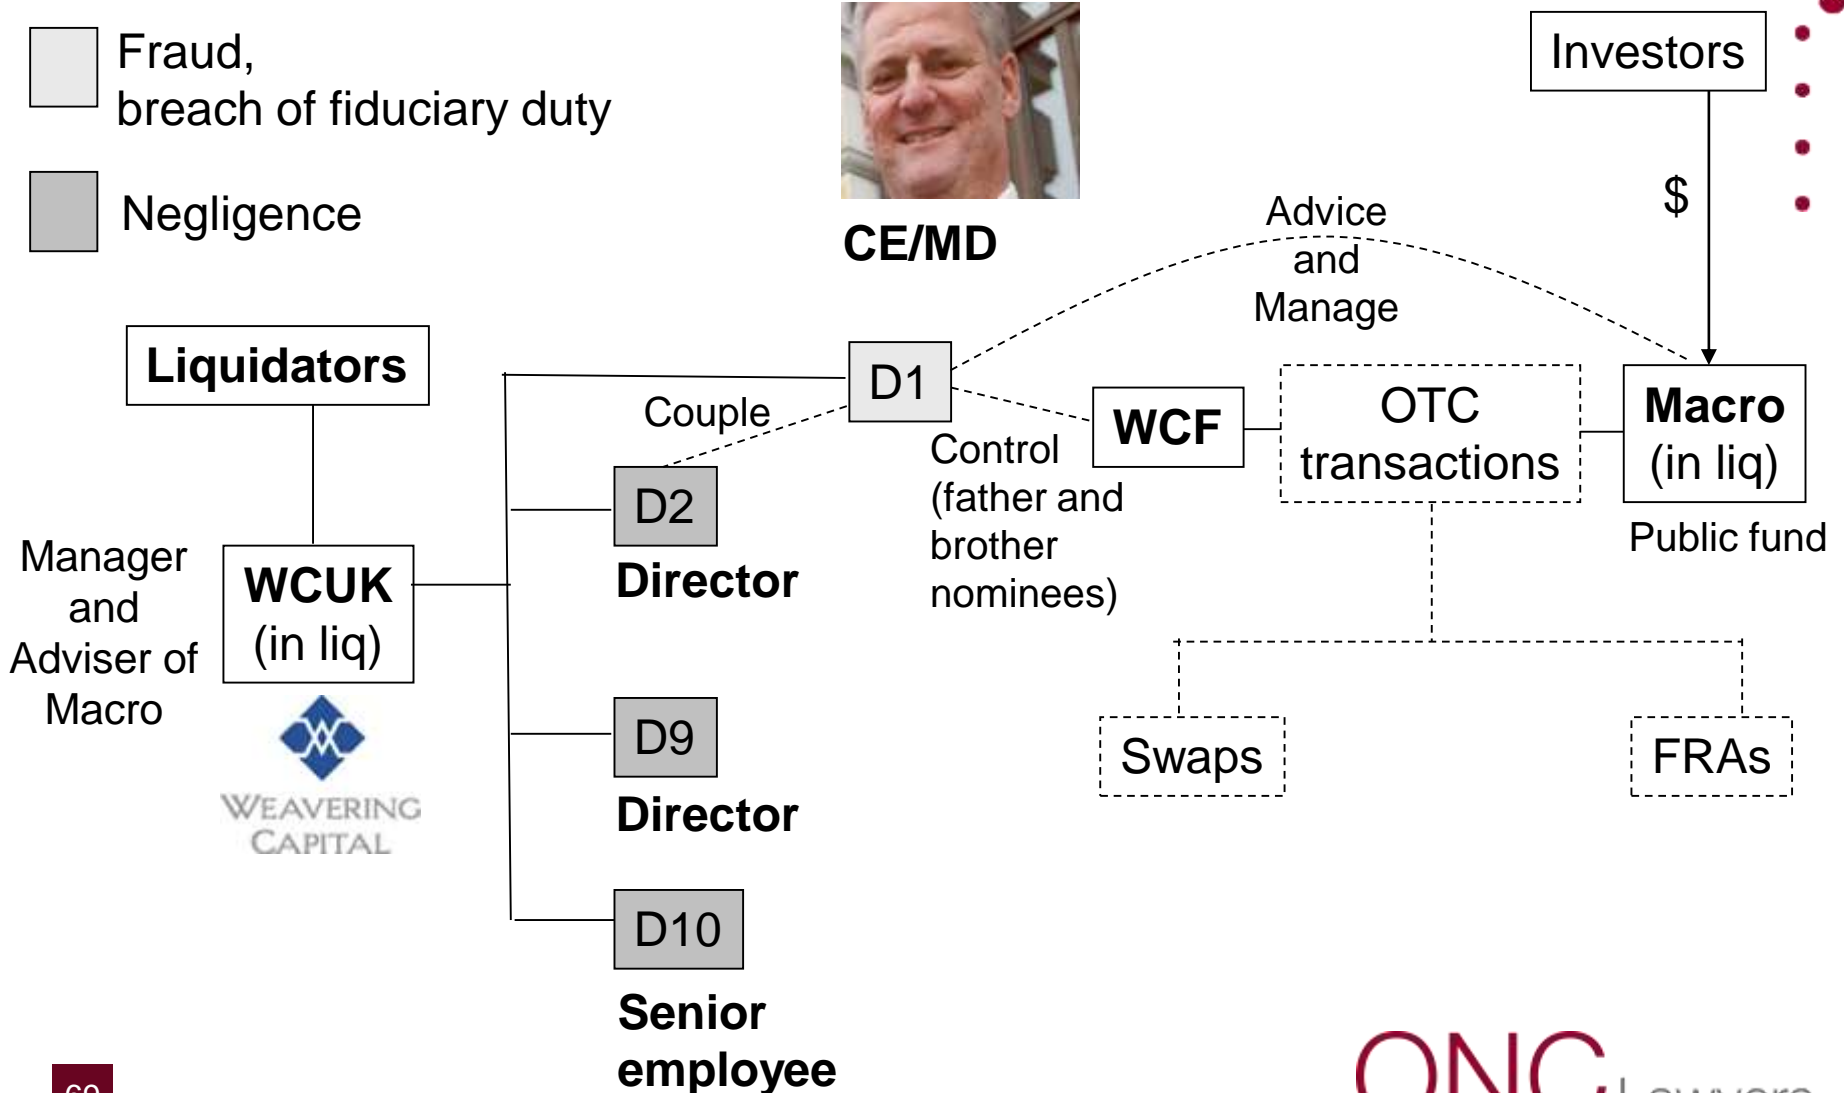 Fraud,
breach of fiduciary duty
Negligence
CE/MD
Investors
$
Advice
and
Manage
Liquidators
D1
Couple
WCF
OTC
transactions
Macro
(in liq)
Public fund
Control
(father and
brother
nominees)
D2
Director
Manager
and
Adviser of
Macro
WCUK
(in liq)
WEAVERING
CAPITAL
D9
Director
Swaps
FRAs
D10
Senior
employee
ONC